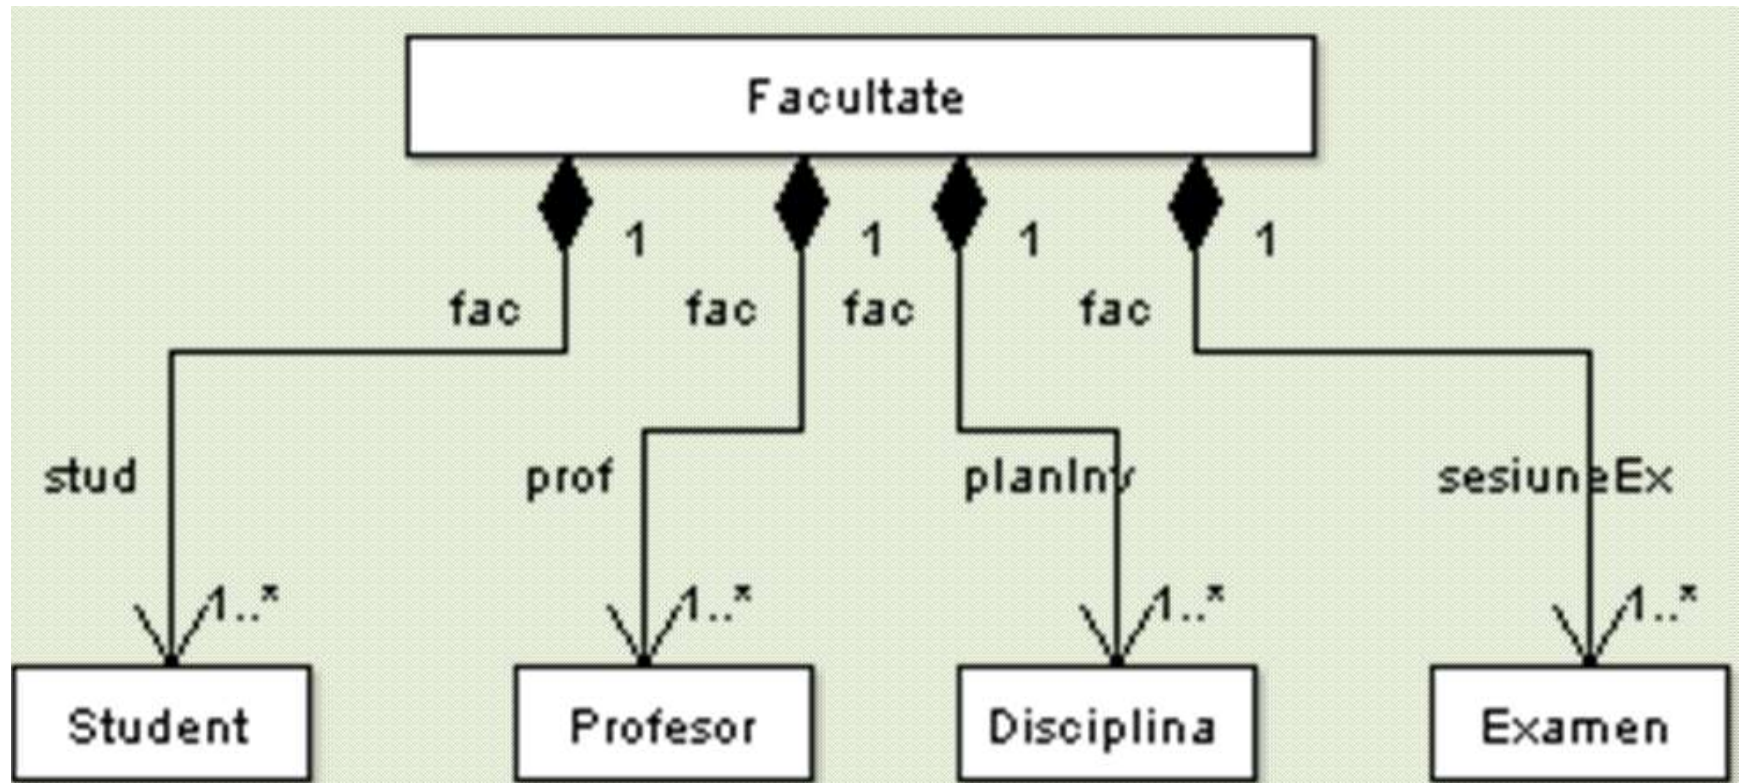 Facultate
1 1 1 1
fac fac fac fac
stud prof planInv sesiuneEx
1..* 1..* 1..* 1..*
Student Profesor Disciplina Examen